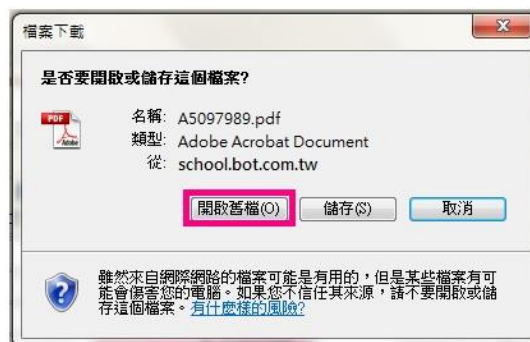 檔案下載
是否要開啟或儲存這個檔案?
PDF
Adobe
名稱: A5097989.pdf
類型: Adobe Acrobat Document
從: school.bot.com.tw
開啟舊檔(O)
儲存(S)
取消
雖然來自網際網路的檔案可能是有用的，但是某些檔案有可
能會傷害您的電腦。如果您不信任其來源，請不要開啟或儲
存這個檔案。有什麼樣的風險?